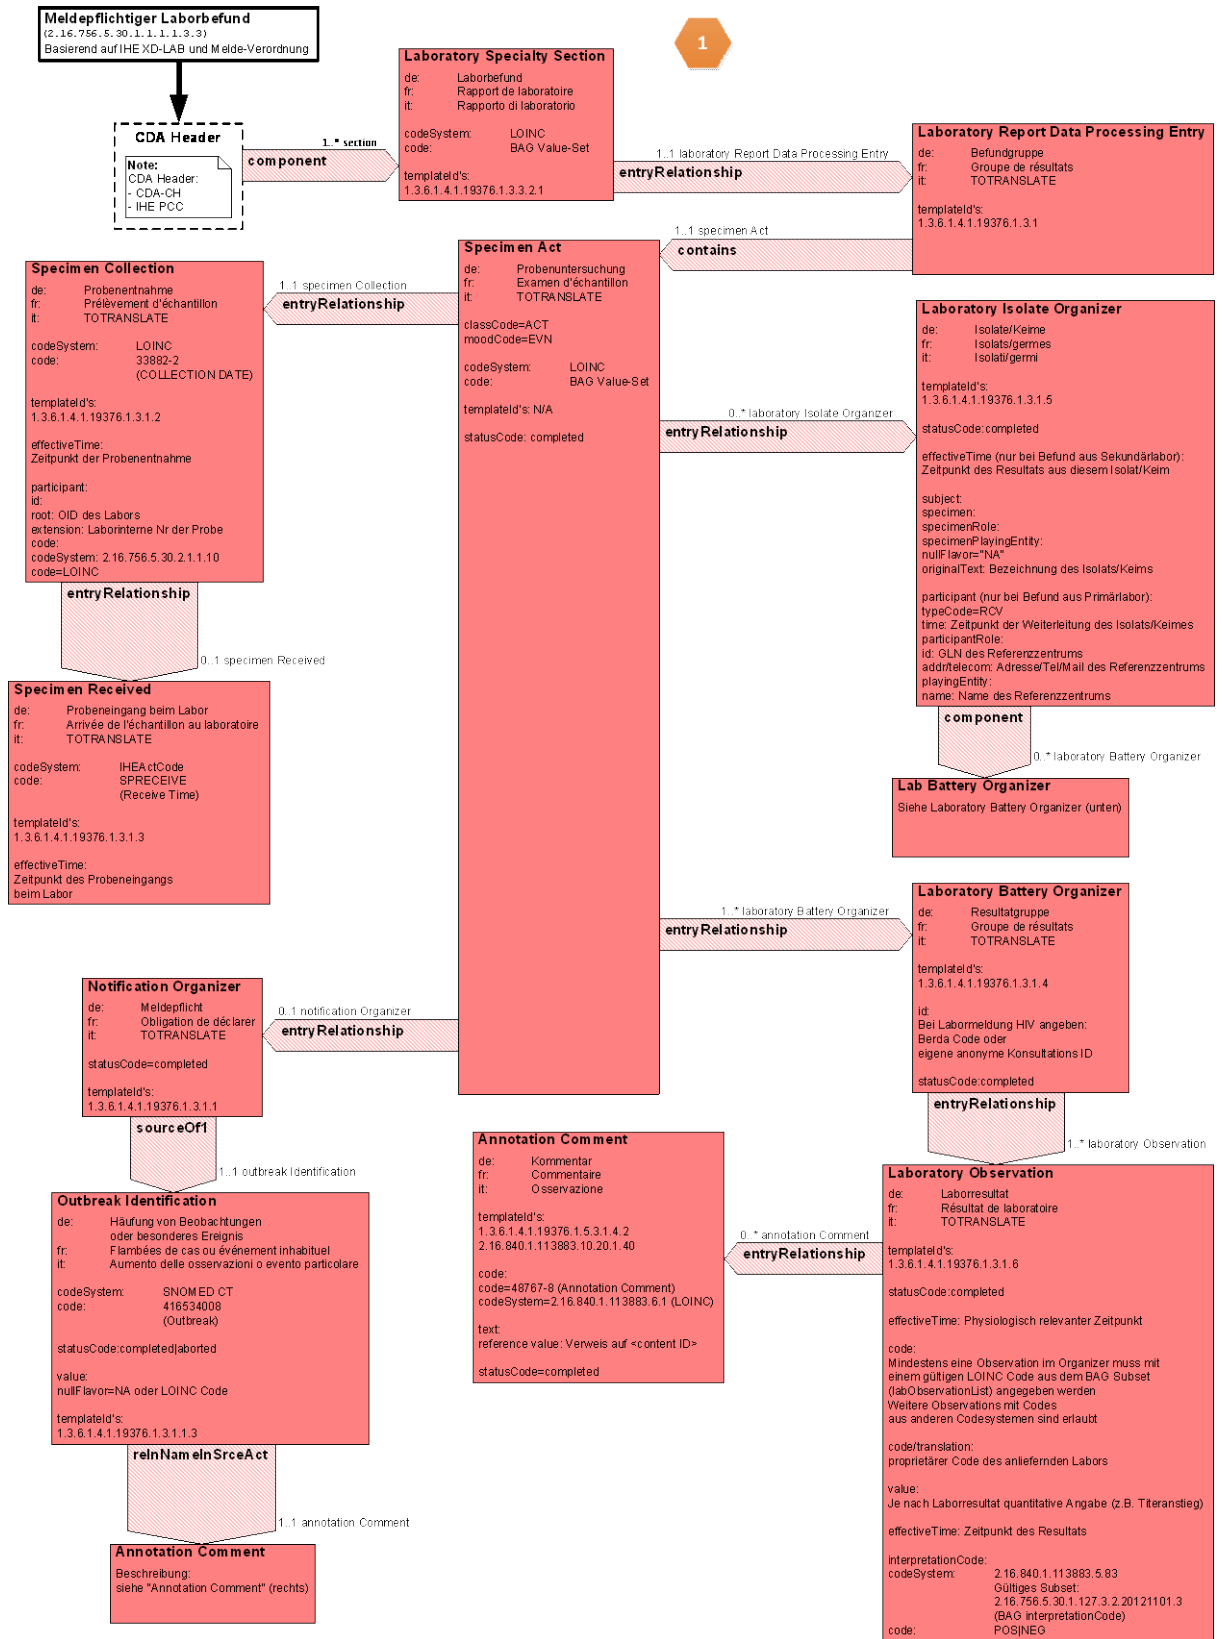 Meldepflichtiger Laborbefund
(2.16.756.5.30.1.1.1.1.3.3)
Basierend auf IHE XD-LAB und Melde-Verordnung
1
CDA Header
Note:
CDA Header:
- CDA-CH
- IHE PCC
1..* section
component
Laboratory Specialty Section
de: Laborbefund
fr: Rapport de laboratoire
it: Rapporto di laboratorio
codeSystem: LOINC
code: BAG Value-Set
templateId's:
1.3.6.1.4.1.19376.1.3.3.2.1
1..1 laboratory Report Data Processing Entry
entryRelationship
Laboratory Report Data Processing Entry
de: Befundgruppe
fr: Groupe de résultats
it: TOTRANSLATE
templateId's:
1.3.6.1.4.1.19376.1.3.1
1..1 specimen Act
contains
Specimen Act
de: Probenuntersuchung
fr: Examen d'échantillon
it: TOTRANSLATE
classCode=ACT
moodCode=EVN
codeSystem: LOINC
code: BAG Value-Set
templateId's: N/A
statusCode: completed
1..1 specimen Collection
entryRelationship
Specimen Collection
de: Probenentnahme
fr: Prélèvement d'échantillon
it: TOTRANSLATE
codeSystem: LOINC
code: 33882-2
(COLLECTION DATE)
templateId's:
1.3.6.1.4.1.19376.1.3.1.2
effectiveTime:
Zeitpunkt der Probenentnahme
participant:
id:
root: OID des Labors
extension: Laborinterne Nr der Probe
code:
codeSystem: 2.16.756.5.30.2.1.1.10
code=LOINC
entryRelationship
0..1 specimen Received
Specimen Received
de: Probeneingang beim Labor
fr: Arrivée de l'échantillon au laboratoire
it: TOTRANSLATE
codeSystem: IHEActCode
code: SPRECEIVE
(Receive Time)
templateId's:
1.3.6.1.4.1.19376.1.3.1.3
effectiveTime:
Zeitpunkt des Probeneingangs
beim Labor
0..* laboratory Isolate Organizer
entryRelationship
Laboratory Isolate Organizer
de: Isolate/Keime
fr: Isolats/germes
it: Isolati/germi
templateId's:
1.3.6.1.4.1.19376.1.3.1.5
statusCode:completed
effectiveTime (nur bei Befund aus Sekundärlabor):
Zeitpunkt des Resultats aus diesem Isolat/Keim
subject:
specimen:
specimenRole:
specimenPlayingEntity:
nullFlavor="NA"
originalText: Bezeichnung des Isolats/Keims
participant (nur bei Befund aus Primärlabor):
typeCode=RCV
time: Zeitpunkt der Weiterleitung des Isolats/Keimes
participantRole:
id: GLN des Referenzzentrums
addr/telecom: Adresse/Tel/Mail des Referenzzentrums
playingEntity:
name: Name des Referenzzentrums
component
0..* laboratory Battery Organizer
Lab Battery Organizer
Siehe Laboratory Battery Organizer (unten)
1..* laboratory Battery Organizer
entryRelationship
Laboratory Battery Organizer
de: Resultatgruppe
fr: Groupe de résultats
it: TOTRANSLATE
templateId's:
1.3.6.1.4.1.19376.1.3.1.4
id:
Bei Labormeldung HIV angeben:
Berda Code oder
eigene anonyme Konsultations ID
statusCode:completed
entryRelationship
1..* laboratory Observation
0..1 notification Organizer
entryRelationship
Notification Organizer
de: Meldepflicht
fr: Obligation de déclarer
it: TOTRANSLATE
statusCode=completed
templateId's:
1.3.6.1.4.1.19376.1.3.1.1
sourceOf1
1..1 outbreak Identification
Outbreak Identification
de: Häufung von Beobachtungen
oder besonderes Ereignis
fr: Flambées de cas ou événement inhabituel
it: Aumento delle osservazioni o evento particolare
codeSystem: SNOMED CT
code: 416534008
(Outbreak)
statusCode:completed|aborted
value:
nullFlavor=NA oder LOINC Code
templateId's:
1.3.6.1.4.1.19376.1.3.1.1.3
relnNameInSrceAct
1..1 annotation Comment
Annotation Comment
Beschreibung:
siehe "Annotation Comment" (rechts)
Annotation Comment
de: Kommentar
fr: Commentaire
it: Osservazione
templateId's:
1.3.6.1.4.1.19376.1.5.3.1.4.2
2.16.840.1.113883.10.20.1.40
code:
code=48767-8 (Annotation Comment)
codeSystem=2.16.840.1.113883.6.1 (LOINC)
text:
reference value: Verweis auf <content ID>
statusCode=completed
0..* annotation Comment
entryRelationship
Laboratory Observation
de: Laborresultat
fr: Résultat de laboratoire
it: TOTRANSLATE
templateId's:
1.3.6.1.4.1.19376.1.3.1.6
statusCode:completed
effectiveTime: Physiologisch relevanter Zeitpunkt
code:
Mindestens eine Observation im Organizer muss mit
einem gültigen LOINC Code aus dem BAG Subset
(labObservationList) angegeben werden
Weitere Observations mit Codes
aus anderen Codesystemen sind erlaubt
code/translation:
proprietärer Code des anliefernden Labors
value:
Je nach Laborresultat quantitative Angabe (z.B. Titeranstieg)
effectiveTime: Zeitpunkt des Resultats
interpretationCode:
codeSystem: 2.16.840.1.113883.5.83
Gültiges Subset:
2.16.756.5.30.1.127.3.2.20121101.3
(BAG interpretationCode)
code: POS|NEG